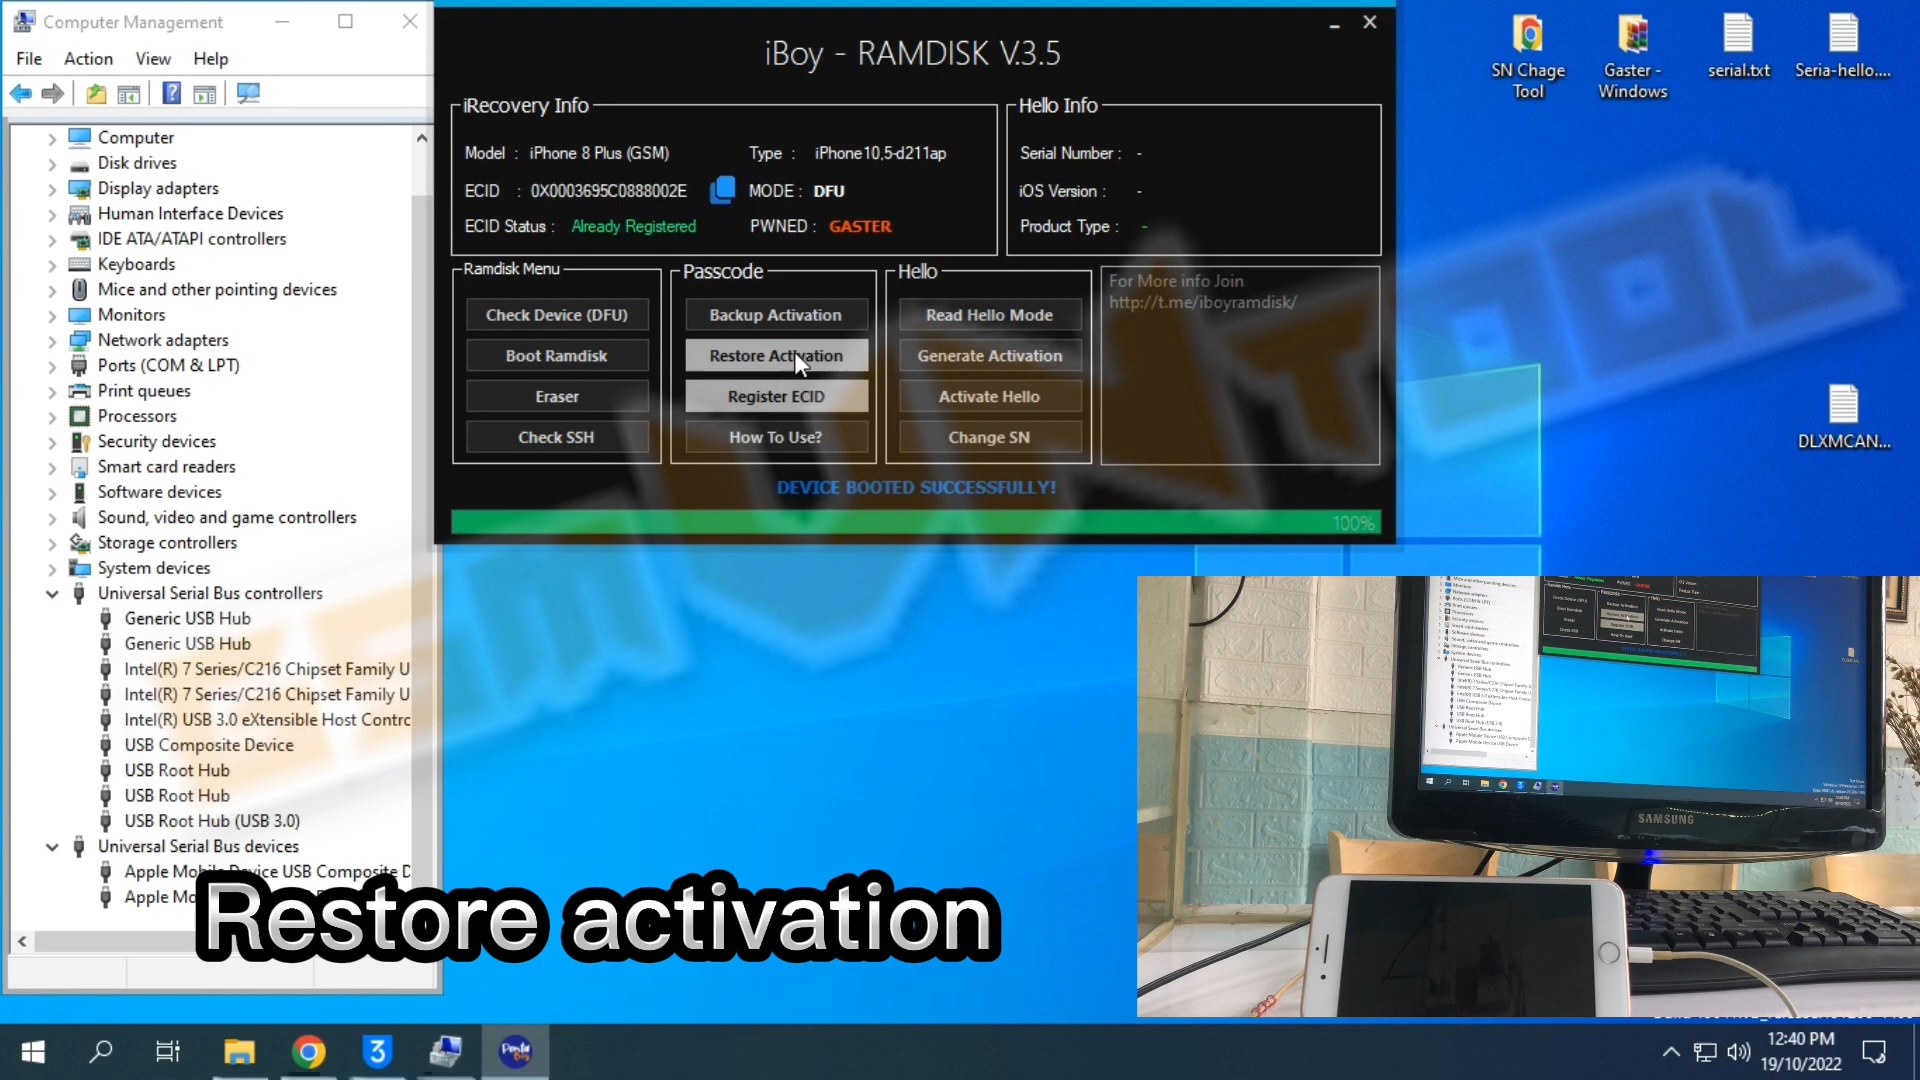 Computer Management
File Action View Help
Computer
Disk drives
Display adapters
Human Interface Devices
IDE ATA/ATAPI controllers
Keyboards
Mice and other pointing devices
Monitors
Network adapters
Ports (COM & LPT)
Print queues
Processors
Security devices
Smart card readers
Software devices
Sound, video and game controllers
Storage controllers
System devices
Universal Serial Bus controllers
Generic USB Hub
Generic USB Hub
Intel(R) 7 Series/C216 Chipset Family U
Intel(R) 7 Series/C216 Chipset Family U
Intel(R) USB 3.0 eXtensible Host Contrc
USB Composite Device
USB Root Hub
USB Root Hub
USB Root Hub (USB 3.0)
Universal Serial Bus devices
Apple Mobile Device USB Composite D
Apple Mo
iBoy - RAMDISK V.3.5
iRecovery Info
Model : iPhone 8 Plus (GSM) Type : iPhone10,5-d211ap
ECID : 0X0003695C0888002E MODE : DFU
ECID Status : Already Registered PWNED : GASTER
Hello Info
Serial Number : -
iOS Version : -
Product Type : -
Ramdisk Menu
Check Device (DFU)
Boot Ramdisk
Eraser
Check SSH
Passcode
Backup Activation
Restore Activation
Register ECID
How To Use?
Hello
Read Hello Mode
Generate Activation
Activate Hello
Change SN
For More info Join
http://t.me/iboyramdisk/
DEVICE BOOTED SUCCESSFULLY!
100%
SN Chage
Tool
Gaster -
Windows
serial.txt
Seria-hello....
DLXMCAN...
SAMSUNG
Restore activation
12:40 PM
19/10/2022